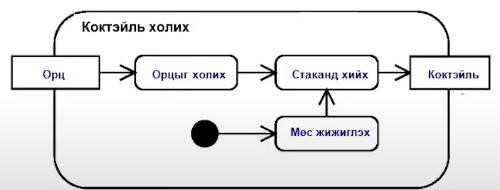 Коктэйль холих
Орц
Орцыг холих
Стаканд хийх
Коктэйль
Мөс жижиглэх